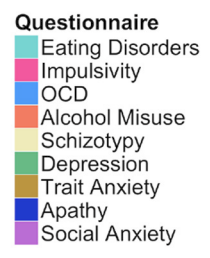 Questionnaire
Eating Disorders
Impulsivity
OCD
Alcohol Misuse
Schizotypy
Depression
Trait Anxiety
Apathy
Social Anxiety